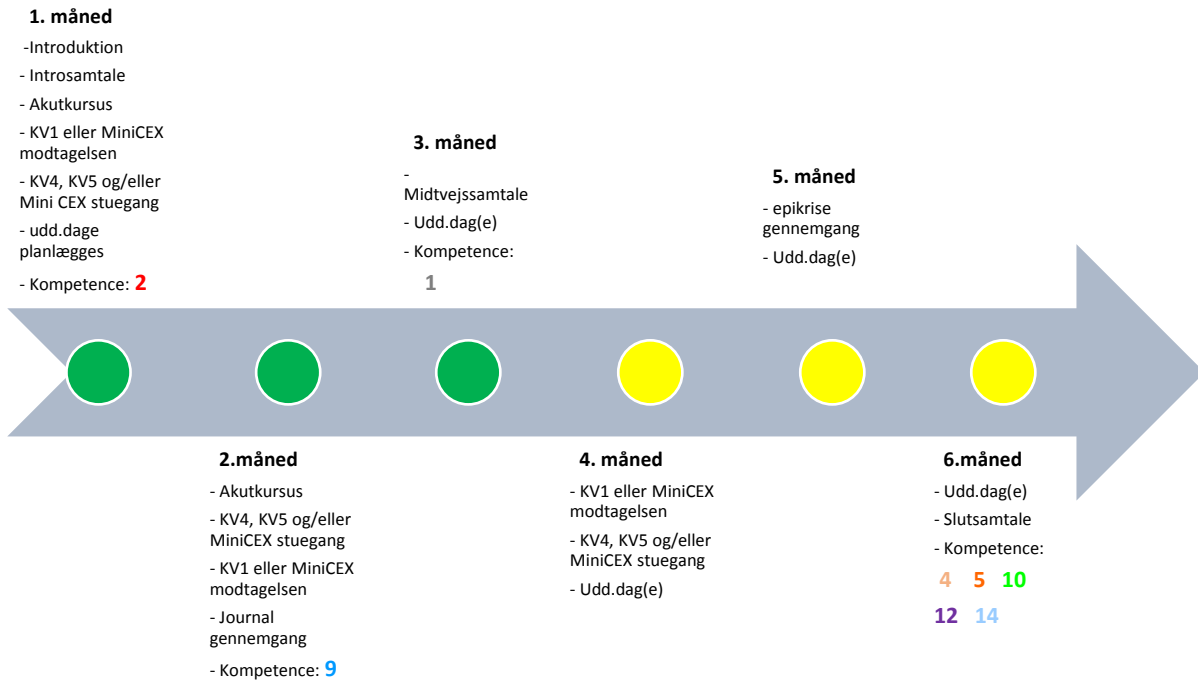 1. måned
-Introduktion
- Introsamtale
- Akutkursus
- KV1 eller MiniCEX
modtagelsen
- KV4, KV5 og/eller
Mini CEX stuegang
- udd.dage
planlægges
- Kompetence: 2
3. måned
-
Midtvejssamtale
- Udd.dag(e)
- Kompetence:
1
5. måned
- epikrise
gennemgang
- Udd.dag(e)
2.måned
- Akutkursus
- KV4, KV5 og/eller
MiniCEX stuegang
- KV1 eller MiniCEX
modtagelsen
- Journal
gennemgang
- Kompetence: 9
4. måned
- KV1 eller MiniCEX
modtagelsen
- KV4, KV5 og/eller
MiniCEX stuegang
- Udd.dag(e)
6.måned
- Udd.dag(e)
- Slutsamtale
- Kompetence:
4 5 10
12 14